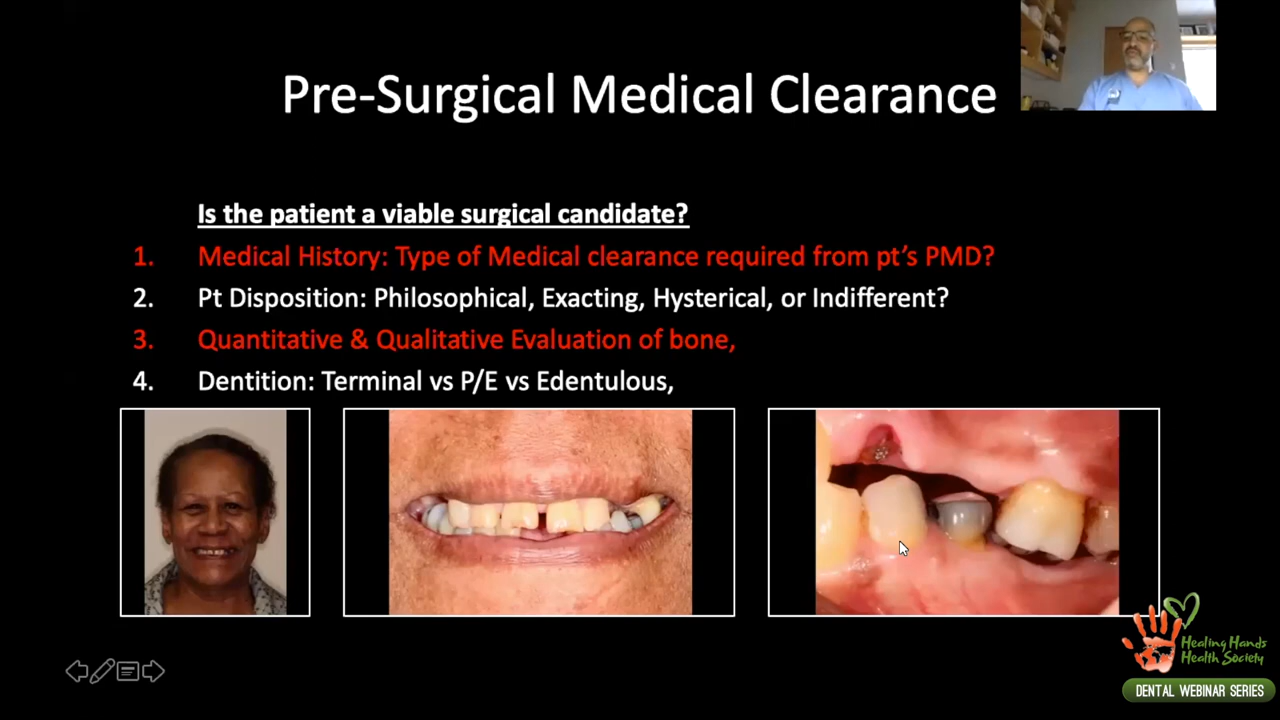 Pre-Surgical Medical Clearance
Is the patient a viable surgical candidate?
1. Medical History: Type of Medical clearance required from pt's PMD?
2. Pt Disposition: Philosophical, Exacting, Hysterical, or Indifferent?
3. Quantitative & Qualitative Evaluation of bone,
4. Dentition: Terminal vs P/E vs Edentulous,
Healing Hands
Health Society
DENTAL WEBINAR SERIES